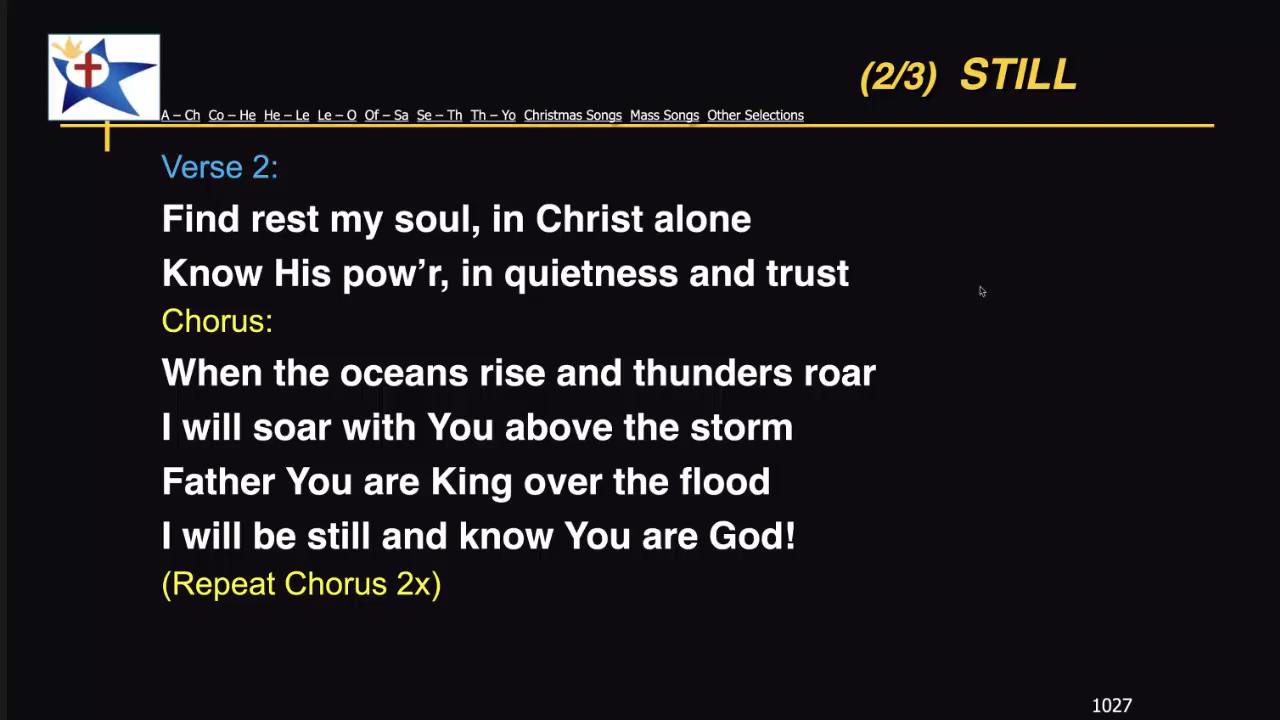 (2/3) STILL
A – Ch Co – He He – Le Le – O Of – Sa Se – Th Th – Yo Christmas Songs Mass Songs Other Selections
Verse 2:
Find rest my soul, in Christ alone
Know His pow’r, in quietness and trust
Chorus:
When the oceans rise and thunders roar
I will soar with You above the storm
Father You are King over the flood
I will be still and know You are God!
(Repeat Chorus 2x)
1027